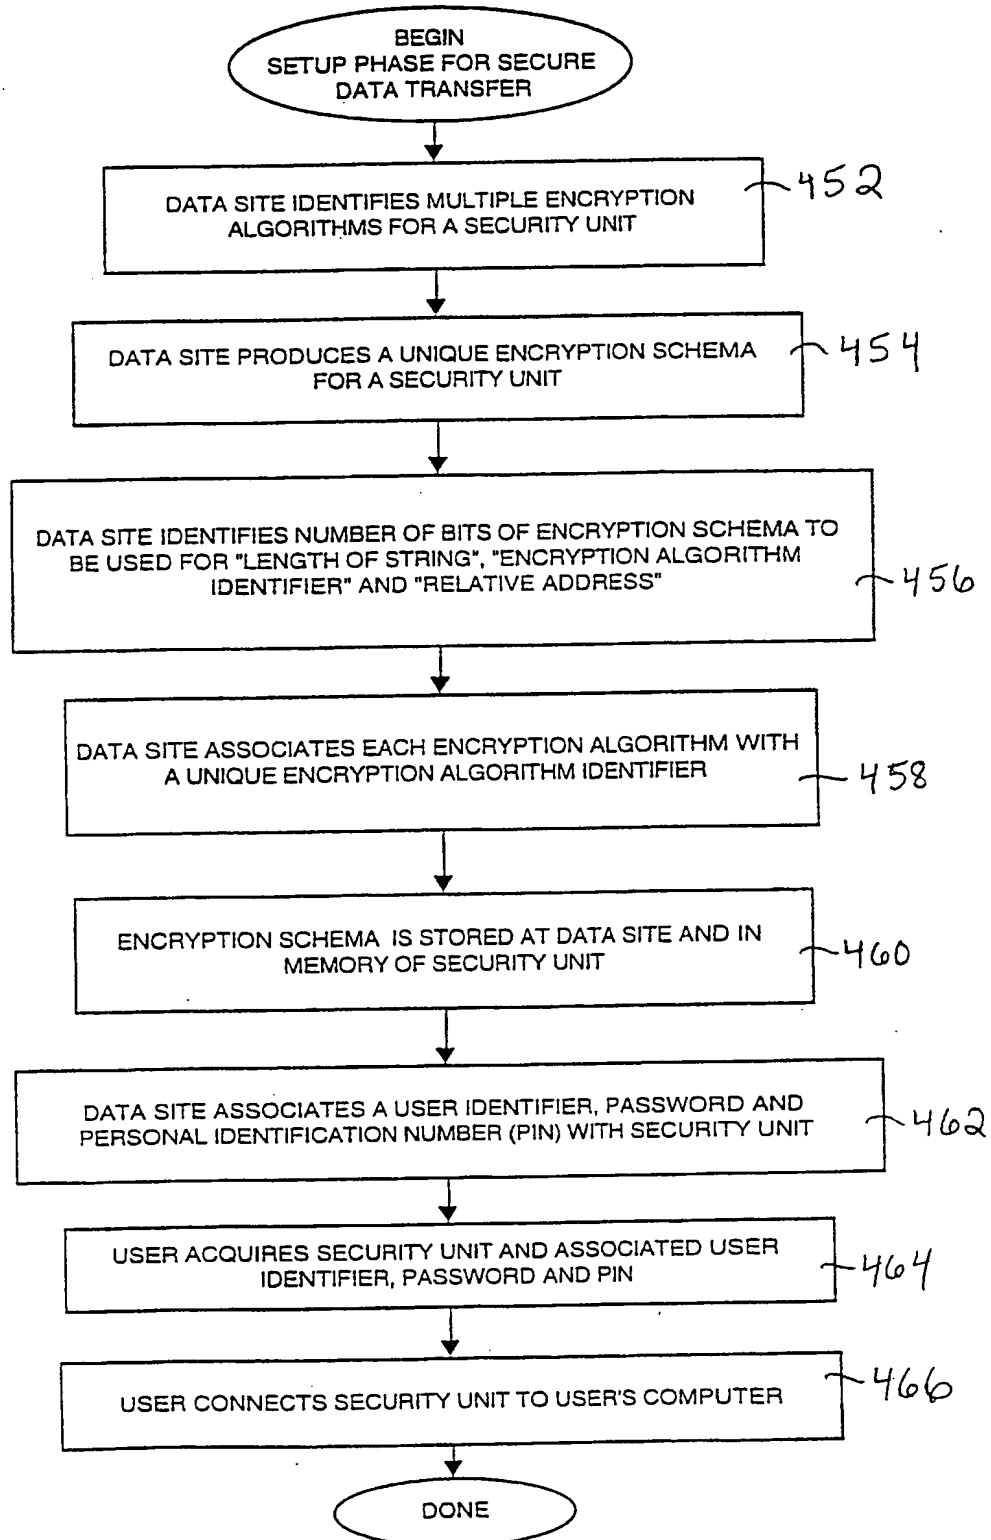 BEGIN
SETUP PHASE FOR SECURE
DATA TRANSFER
DATA SITE IDENTIFIES MULTIPLE ENCRYPTION
ALGORITHMS FOR A SECURITY UNIT
452
DATA SITE PRODUCES A UNIQUE ENCRYPTION SCHEMA
FOR A SECURITY UNIT
454
DATA SITE IDENTIFIES NUMBER OF BITS OF ENCRYPTION SCHEMA TO
BE USED FOR "LENGTH OF STRING", "ENCRYPTION ALGORITHM
IDENTIFIER" AND "RELATIVE ADDRESS"
456
DATA SITE ASSOCIATES EACH ENCRYPTION ALGORITHM WITH
A UNIQUE ENCRYPTION ALGORITHM IDENTIFIER
458
ENCRYPTION SCHEMA IS STORED AT DATA SITE AND IN
MEMORY OF SECURITY UNIT
460
DATA SITE ASSOCIATES A USER IDENTIFIER, PASSWORD AND
PERSONAL IDENTIFICATION NUMBER (PIN) WITH SECURITY UNIT
462
USER ACQUIRES SECURITY UNIT AND ASSOCIATED USER
IDENTIFIER, PASSWORD AND PIN
464
USER CONNECTS SECURITY UNIT TO USER'S COMPUTER
466
DONE